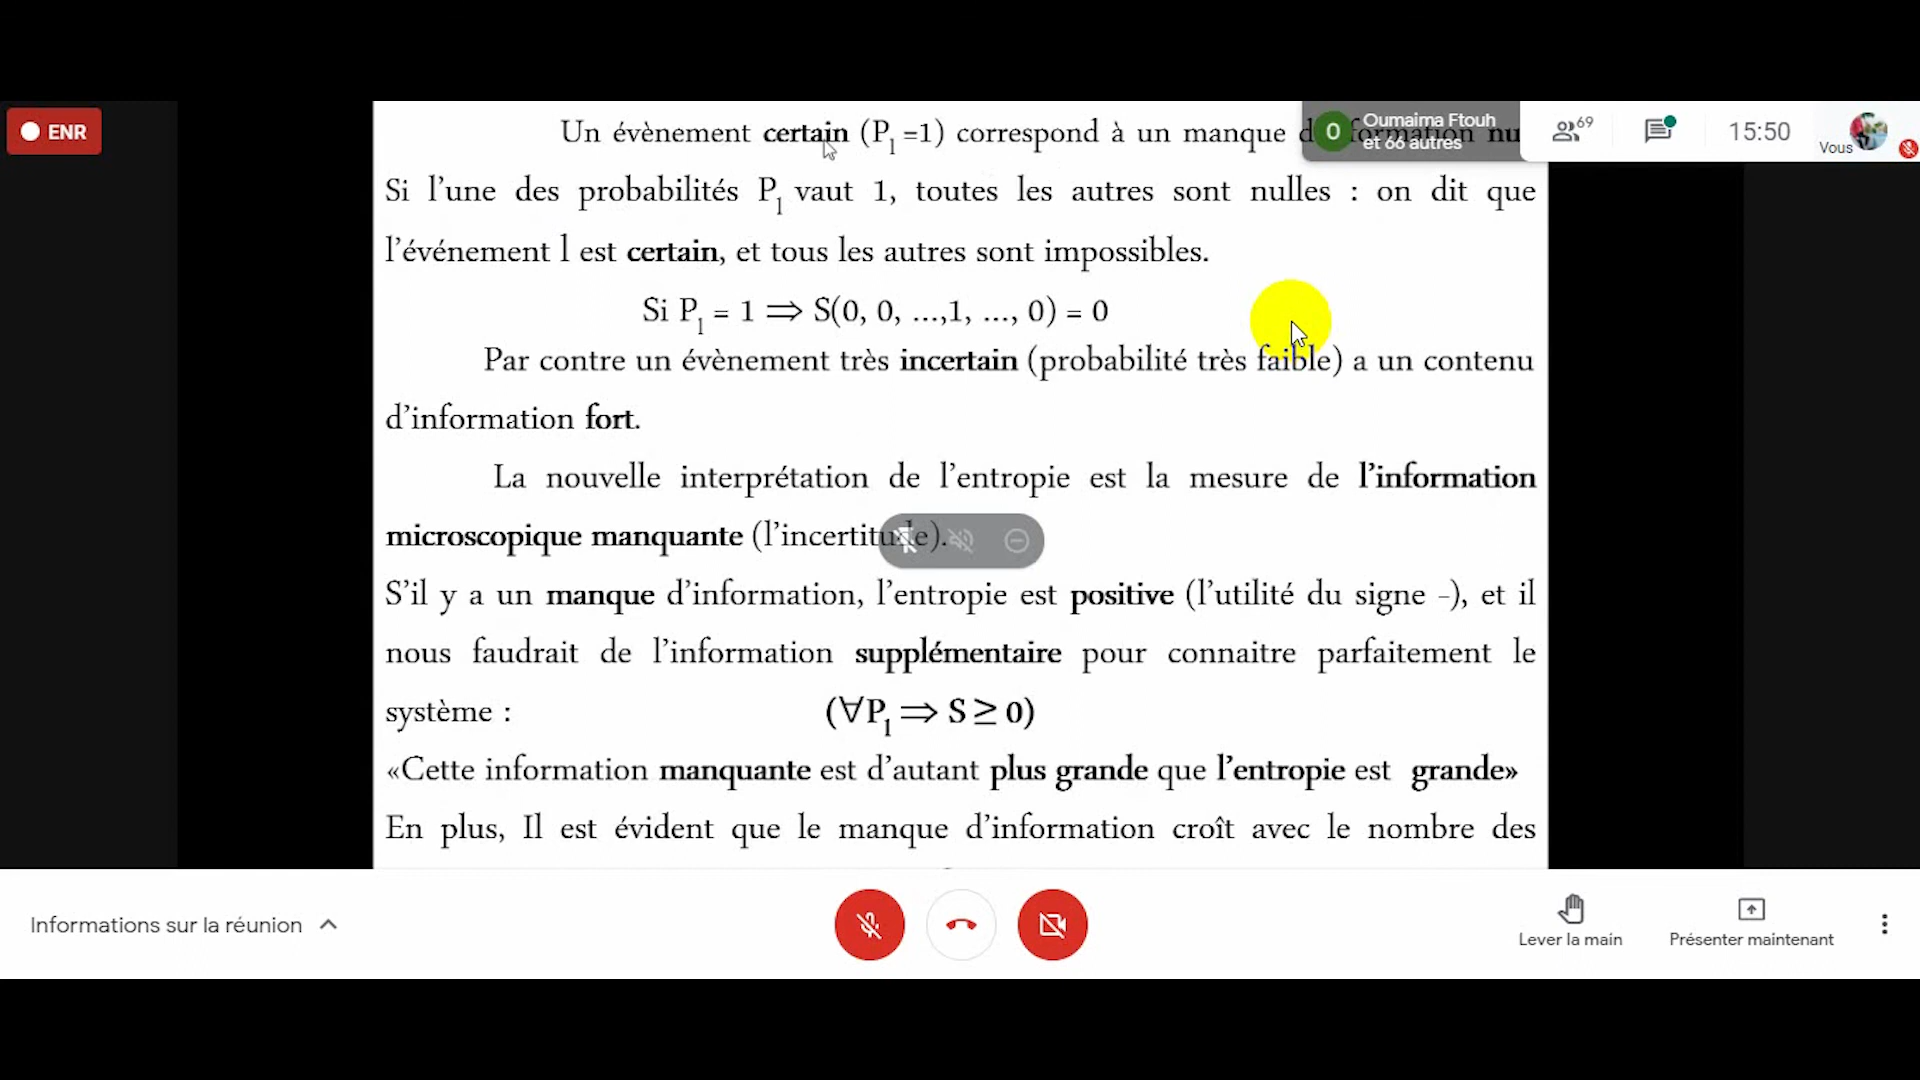 ENR
Un évènement certain (P₁ =1) correspond à un manque
Oumaima Ftouh
et 66 autres
O
69
15:50
Vous
Si l'une des probabilités Pₗ vaut 1, toutes les autres sont nulles : on dit que
l'événement l est certain, et tous les autres sont impossibles.
Si Pₗ = 1 ⟹ S(0, 0, ...,1, ..., 0) = 0
Par contre un évènement très incertain (probabilité très faible) a un contenu
d'information fort.
La nouvelle interprétation de l'entropie est la mesure de l'information
microscopique manquante (l'incertitude).
S'il y a un manque d'information, l'entropie est positive (l'utilité du signe -), et il
nous faudrait de l'information supplémentaire pour connaitre parfaitement le
système : (∀Pₗ ⟹ S ≥ 0)
«Cette information manquante est d'autant plus grande que l'entropie est grande»
En plus, Il est évident que le manque d'information croît avec le nombre des
Informations sur la réunion
Lever la main
Présenter maintenant